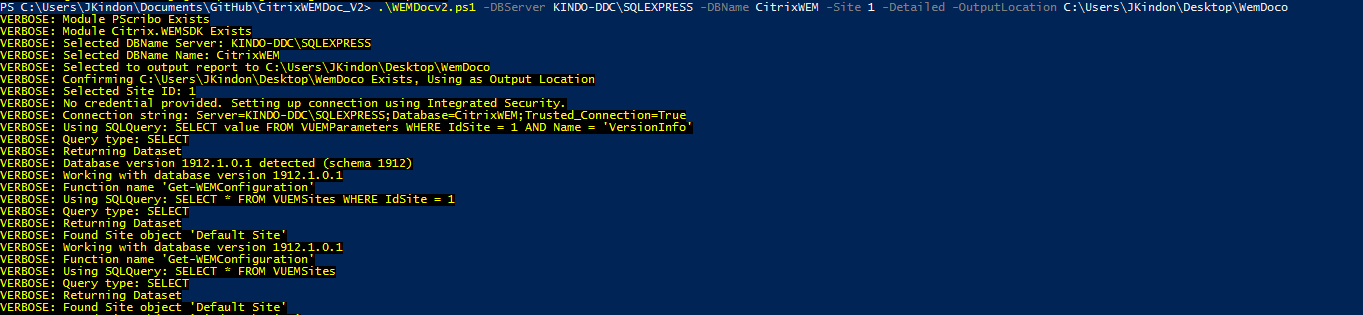 PS C:\Users\JKindon\Documents\GitHub\CitrixWEMDoc_V2> .\WEMDocv2.ps1 -DBServer KINDO-DDC\SQLEXPRESS -DBName CitrixWEM -Site 1 -Detailed -OutputLocation C:\Users\JKindon\Desktop\WemDoco
VERBOSE: Module PScribo Exists
VERBOSE: Module Citrix.WEMSDK Exists
VERBOSE: Selected DBName Server: KINDO-DDC\SQLEXPRESS
VERBOSE: Selected DBName Name: CitrixWEM
VERBOSE: Selected to output report to C:\Users\JKindon\Desktop\WemDoco
VERBOSE: Confirming C:\Users\JKindon\Desktop\WemDoco Exists, Using as Output Location
VERBOSE: Selected Site ID: 1
VERBOSE: No credential provided. Setting up connection using Integrated Security.
VERBOSE: Connection string: Server=KINDO-DDC\SQLEXPRESS;Database=CitrixWEM;Trusted_Connection=True
VERBOSE: Using SQLQuery: SELECT value FROM VUEMParameters WHERE IdSite = 1 AND Name = 'VersionInfo'
VERBOSE: Query type: SELECT
VERBOSE: Returning Dataset
VERBOSE: Database version 1912.1.0.1 detected (schema 1912)
VERBOSE: Working with database version 1912.1.0.1
VERBOSE: Function name 'Get-WEMConfiguration'
VERBOSE: Using SQLQuery: SELECT * FROM VUEMSites WHERE IdSite = 1
VERBOSE: Query type: SELECT
VERBOSE: Returning Dataset
VERBOSE: Found Site object 'Default Site'
VERBOSE: Working with database version 1912.1.0.1
VERBOSE: Function name 'Get-WEMConfiguration'
VERBOSE: Using SQLQuery: SELECT * FROM VUEMSites
VERBOSE: Query type: SELECT
VERBOSE: Returning Dataset
VERBOSE: Found Site object 'Default Site'